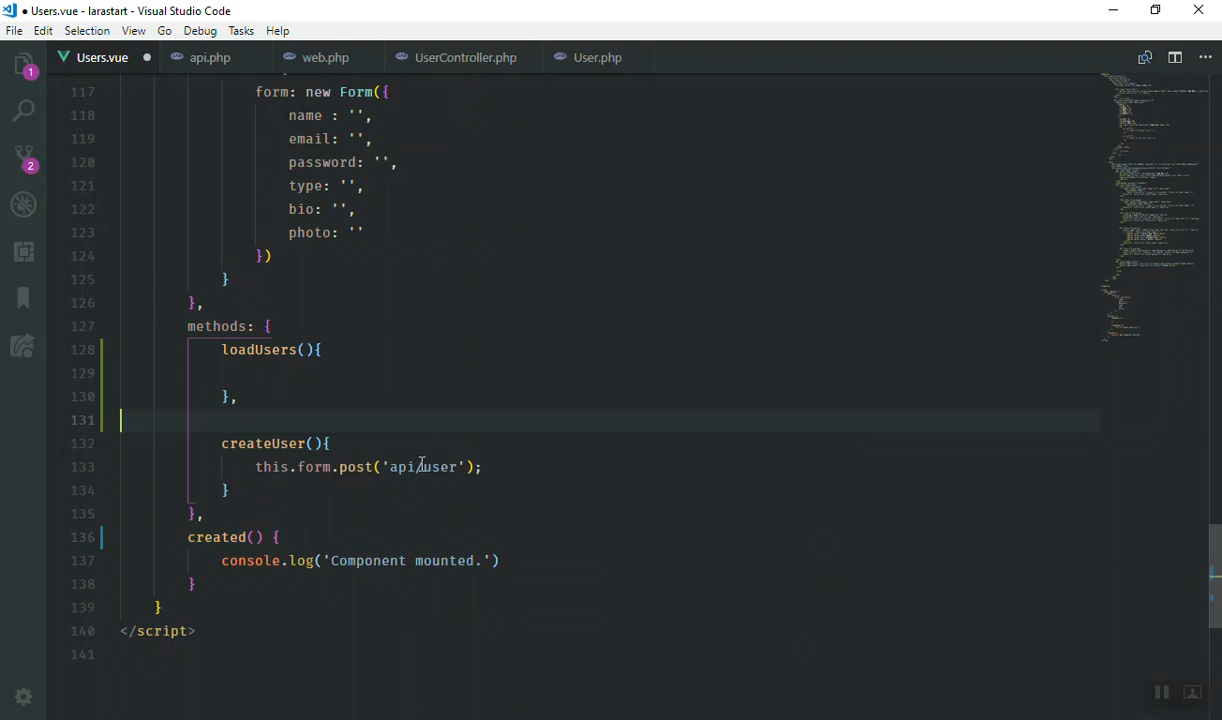 ● Users.vue - larastart - Visual Studio Code
File Edit Selection View Go Debug Tasks Help
Users.vue ● api.php web.php UserController.php User.php
1
2
117 form: new Form({
118 name : '',
119 email: '',
120 password: '',
121 type: '',
122 bio: '',
123 photo: ''
124 })
125 }
126 },
127 methods: {
128 loadUsers(){
129
130 },
131
132 createUser(){
133 this.form.post('api/user');
134 }
135 },
136 created() {
137 console.log('Component mounted.')
138 }
139 }
140 </script>
141